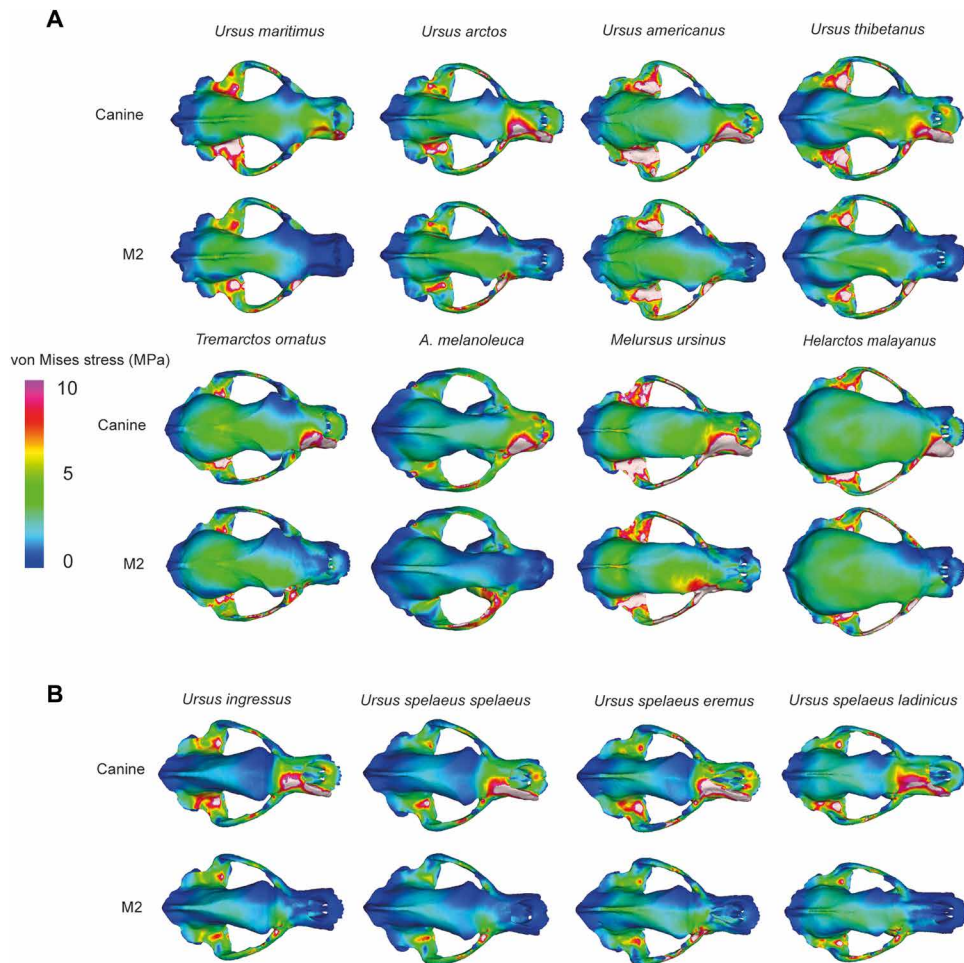 A
Ursus maritimus Ursus arctos Ursus americanus Ursus thibetanus
Canine
M2
Tremarctos ornatus A. melanoleuca Melursus ursinus Helarctos malayanus
von Mises stress (MPa)
10
Canine
5
M2
0
B
Ursus ingressus Ursus spelaeus spelaeus Ursus spelaeus eremus Ursus spelaeus ladinicus
Canine
M2